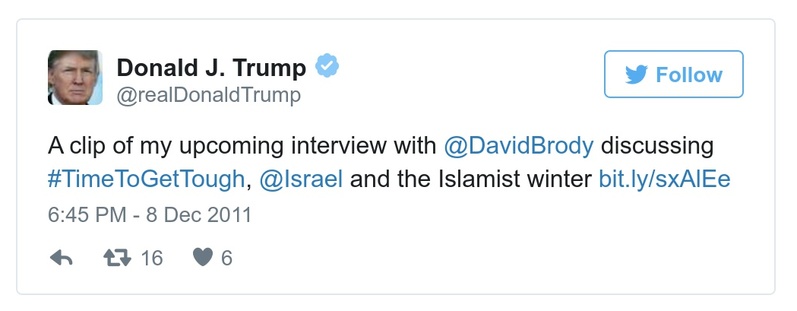 Donald J. Trump
@realDonaldTrump
Follow
A clip of my upcoming interview with @DavidBrody discussing
#TimeToGetTough, @Israel and the Islamist winter bit.ly/sxAlEe
6:45 PM - 8 Dec 2011
16 6